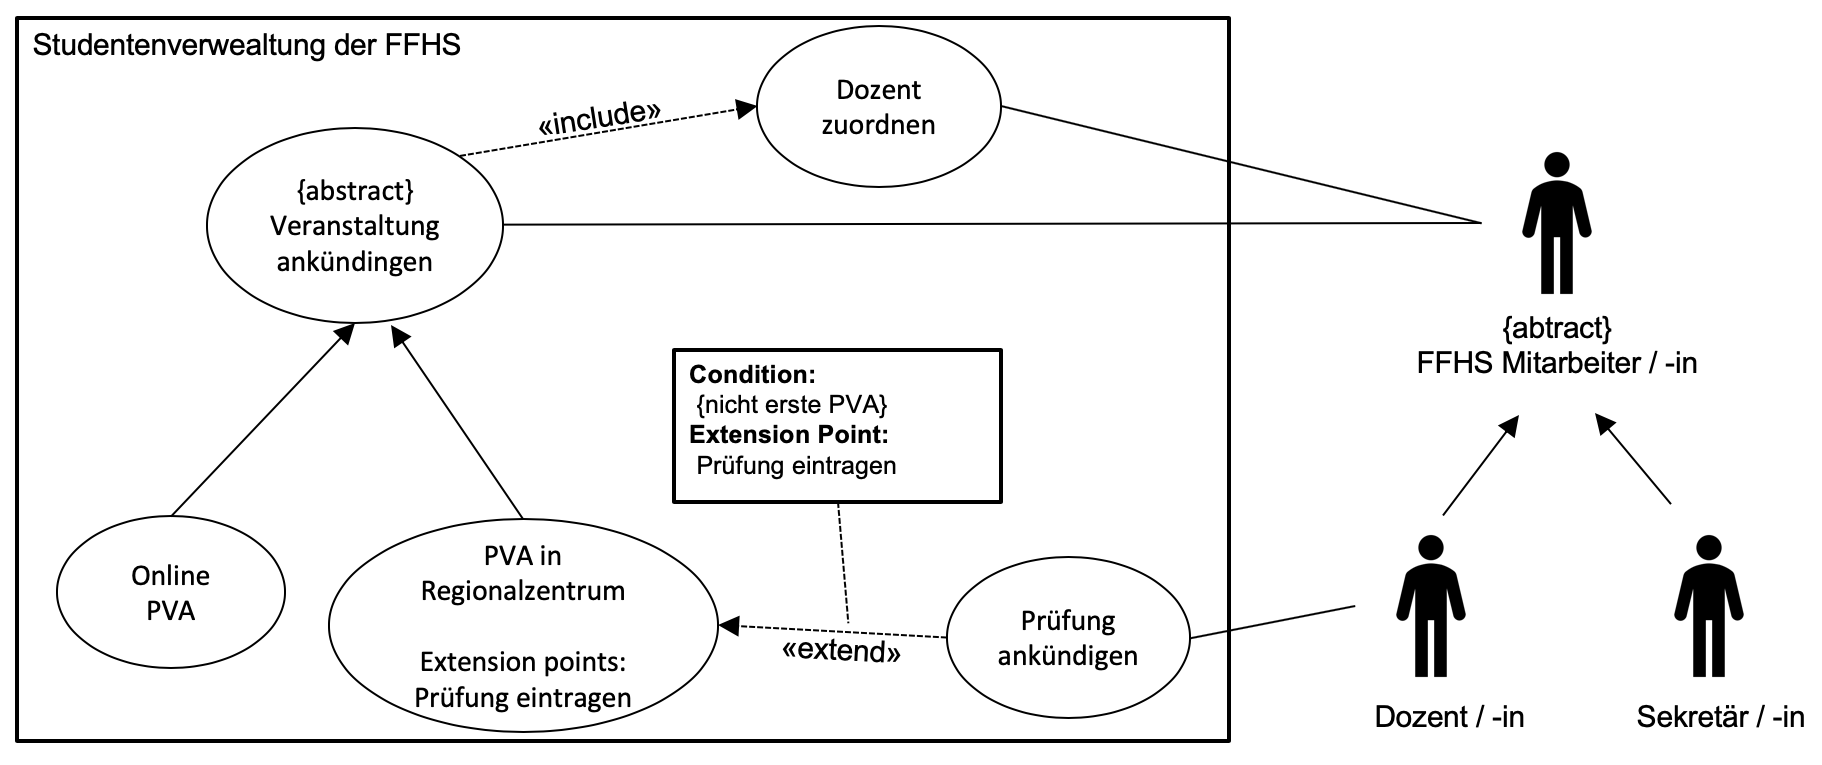 Studentenverwealtung der FFHS
Dozent
zuordnen
«include»
{abstract}
Veranstaltung
ankündingen
{abtract}
FFHS Mitarbeiter / -in
Condition:
{nicht erste PVA}
Extension Point:
Prüfung eintragen
Online
PVA
PVA in
Regionalzentrum
Extension points:
Prüfung eintragen
«extend»
Prüfung
ankündigen
Dozent / -in
Sekretär / -in